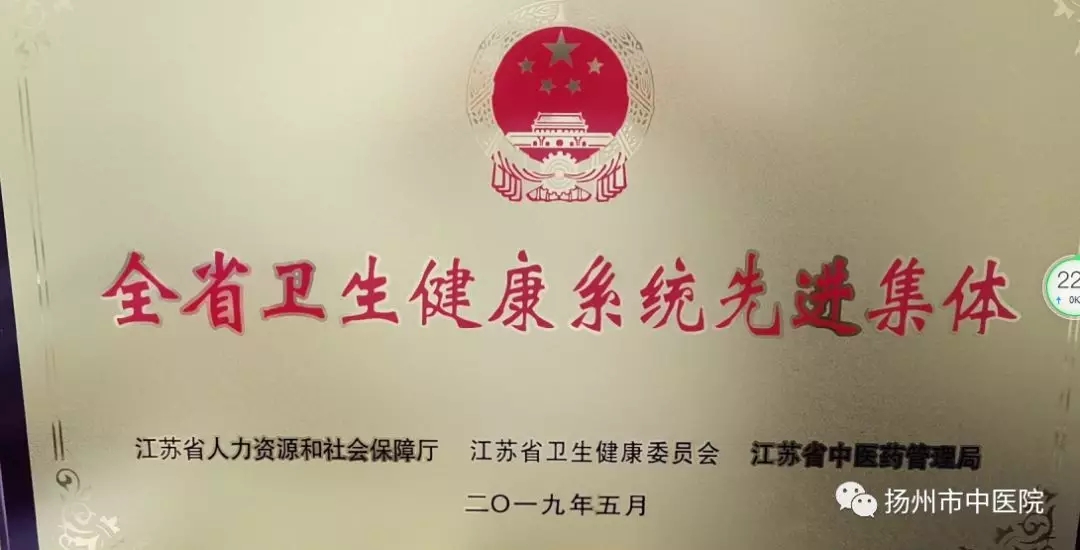 全省卫生健康系统先进集体
22
0K
江苏省人力资源和社会保障厅 江苏省卫生健康委员会 江苏省中医药管理局
二〇一九年五月
扬州市中医院